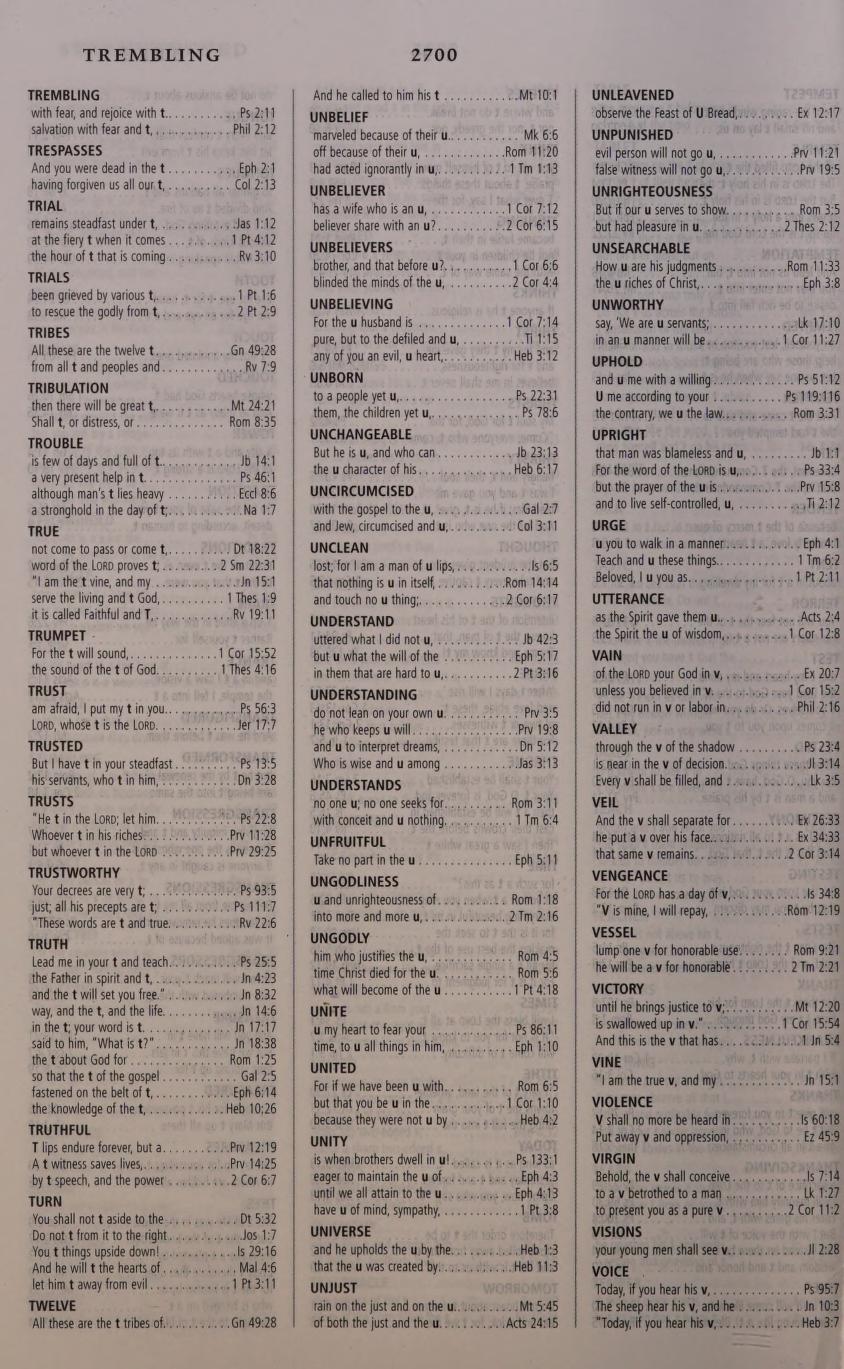 TREMBLING
2700
TREMBLING
with fear, and rejoice with t. Ps 2:11
salvation with fear and t, Phil 2:12
TRESPASSES
And you were dead in the t Eph 2:1
having forgiven us all our t, Col 2:13
TRIAL
remains steadfast under t, Jas 1:12
at the fiery t when it comes 1 Pt 4:12
the hour of t that is coming Rv 3:10
TRIALS
been grieved by various t, 1 Pt 1:6
to rescue the godly from t, 2 Pt 2:9
TRIBES
All these are the twelve t Gn 49:28
from all t and peoples and Rv 7:9
TRIBULATION
then there will be great t, Mt 24:21
Shall t, or distress, or Rom 8:35
TROUBLE
is few of days and full of t. Jb 14:1
a very present help in t. Ps 46:1
although man's t lies heavy Eccl 8:6
a stronghold in the day of t; Na 1:7
TRUE
not come to pass or come t, Dt 18:22
word of the LORD proves t; 2 Sm 22:31
"I am the t vine, and my Jn 15:1
serve the living and t God, 1 Thes 1:9
it is called Faithful and T, Rv 19:11
TRUMPET
For the t will sound, 1 Cor 15:52
the sound of the t of God. 1 Thes 4:16
TRUST
am afraid, I put my t in you. Ps 56:3
LORD, whose t is the LORD. Jer 17:7
TRUSTED
But I have t in your steadfast Ps 13:5
his servants, who t in him, Dn 3:28
TRUSTS
"He t in the LORD; let him Ps 22:8
Whoever t in his riches Prv 11:28
but whoever t in the LORD Prv 29:25
TRUSTWORTHY
Your decrees are very t; Ps 93:5
just; all his precepts are t; Ps 111:7
"These words are t and true. Rv 22:6
TRUTH
Lead me in your t and teach Ps 25:5
the Father in spirit and t, Jn 4:23
and the t will set you free." Jn 8:32
way, and the t, and the life. Jn 14:6
in the t; your word is t. Jn 17:17
said to him, "What is t?" Jn 18:38
the t about God for Rom 1:25
so that the t of the gospel Gal 2:5
fastened on the belt of t, Eph 6:14
the knowledge of the t, Heb 10:26
TRUTHFUL
T lips endure forever, but a Prv 12:19
A t witness saves lives, Prv 14:25
by t speech, and the power 2 Cor 6:7
TURN
You shall not t aside to the Dt 5:32
Do not t from it to the right Jos 1:7
You t things upside down! Is 29:16
And he will t the hearts of Mal 4:6
let him t away from evil 1 Pt 3:11
TWELVE
All these are the t tribes of Gn 49:28
And he called to him his t Mt 10:1
UNBELIEF
marveled because of their u. Mk 6:6
off because of their u, Rom 11:20
had acted ignorantly in u, 1 Tm 1:13
UNBELIEVER
has a wife who is an u, 1 Cor 7:12
believer share with an u? 2 Cor 6:15
UNBELIEVERS
brother, and that before u? 1 Cor 6:6
blinded the minds of the u, 2 Cor 4:4
UNBELIEVING
For the u husband is 1 Cor 7:14
pure, but to the defiled and u, Ti 1:15
any of you an evil, u heart, Heb 3:12
UNBORN
to a people yet u, Ps 22:31
them, the children yet u, Ps 78:6
UNCHANGEABLE
But he is u, and who can Jb 23:13
the u character of his Heb 6:17
UNCIRCUMCISED
with the gospel to the u, Gal 2:7
and Jew, circumcised and u, Col 3:11
UNCLEAN
lost; for I am a man of u lips, Is 6:5
that nothing is u in itself, Rom 14:14
and touch no u thing; 2 Cor 6:17
UNDERSTAND
uttered what I did not u, Jb 42:3
but u what the will of the Eph 5:17
in them that are hard to u, 2 Pt 3:16
UNDERSTANDING
do not lean on your own u. Prv 3:5
he who keeps u will Prv 19:8
and u to interpret dreams, Dn 5:12
Who is wise and u among Jas 3:13
UNDERSTANDS
no one u; no one seeks for Rom 3:11
with conceit and u nothing. 1 Tm 6:4
UNFRUITFUL
Take no part in the u Eph 5:11
UNGODLINESS
u and unrighteousness of Rom 1:18
into more and more u, 2 Tm 2:16
UNGODLY
him who justifies the u, Rom 4:5
time Christ died for the u. Rom 5:6
what will become of the u 1 Pt 4:18
UNITE
u my heart to fear your Ps 86:11
time, to u all things in him, Eph 1:10
UNITED
For if we have been u with Rom 6:5
but that you be u in the 1 Cor 1:10
because they were not u by Heb 4:2
UNITY
is when brothers dwell in u! Ps 133:1
eager to maintain the u of Eph 4:3
until we all attain to the u Eph 4:13
have u of mind, sympathy, 1 Pt 3:8
UNIVERSE
and he upholds the u by the Heb 1:3
that the u was created by Heb 11:3
UNJUST
rain on the just and on the u. Mt 5:45
of both the just and the u. Acts 24:15
UNLEAVENED
observe the Feast of U Bread, Ex 12:17
UNPUNISHED
evil person will not go u, Prv 11:21
false witness will not go u, Prv 19:5
UNRIGHTEOUSNESS
But if our u serves to show Rom 3:5
but had pleasure in u. 2 Thes 2:12
UNSEARCHABLE
How u are his judgments Rom 11:33
the u riches of Christ, Eph 3:8
UNWORTHY
say, 'We are u servants; Lk 17:10
in an u manner will be 1 Cor 11:27
UPHOLD
and u me with a willing Ps 51:12
U me according to your Ps 119:116
the contrary, we u the law. Rom 3:31
UPRIGHT
that man was blameless and u, Jb 1:1
For the word of the LORD is u, Ps 33:4
but the prayer of the u is Prv 15:8
and to live self-controlled, u, Ti 2:12
URGE
u you to walk in a manner Eph 4:1
Teach and u these things. 1 Tm 6:2
Beloved, I u you as 1 Pt 2:11
UTTERANCE
as the Spirit gave them u. Acts 2:4
the Spirit the u of wisdom, 1 Cor 12:8
VAIN
of the LORD your God in v, Ex 20:7
unless you believed in v. 1 Cor 15:2
did not run in v or labor in Phil 2:16
VALLEY
through the v of the shadow Ps 23:4
is near in the v of decision. Jl 3:14
Every v shall be filled, and Lk 3:5
VEIL
And the v shall separate for Ex 26:33
he put a v over his face. Ex 34:33
that same v remains 2 Cor 3:14
VENGEANCE
For the LORD has a day of v, Is 34:8
"V is mine, I will repay, Rom 12:19
VESSEL
lump one v for honorable use Rom 9:21
he will be a v for honorable 2 Tm 2:21
VICTORY
until he brings justice to v; Mt 12:20
is swallowed up in v." 1 Cor 15:54
And this is the v that has 1 Jn 5:4
VINE
"I am the true v, and my Jn 15:1
VIOLENCE
V shall no more be heard in Is 60:18
Put away v and oppression, Ez 45:9
VIRGIN
Behold, the v shall conceive Is 7:14
to a v betrothed to a man Lk 1:27
to present you as a pure v 2 Cor 11:2
VISIONS
your young men shall see v. Jl 2:28
VOICE
Today, if you hear his v, Ps 95:7
The sheep hear his v, and he Jn 10:3
"Today, if you hear his v, Heb 3:7